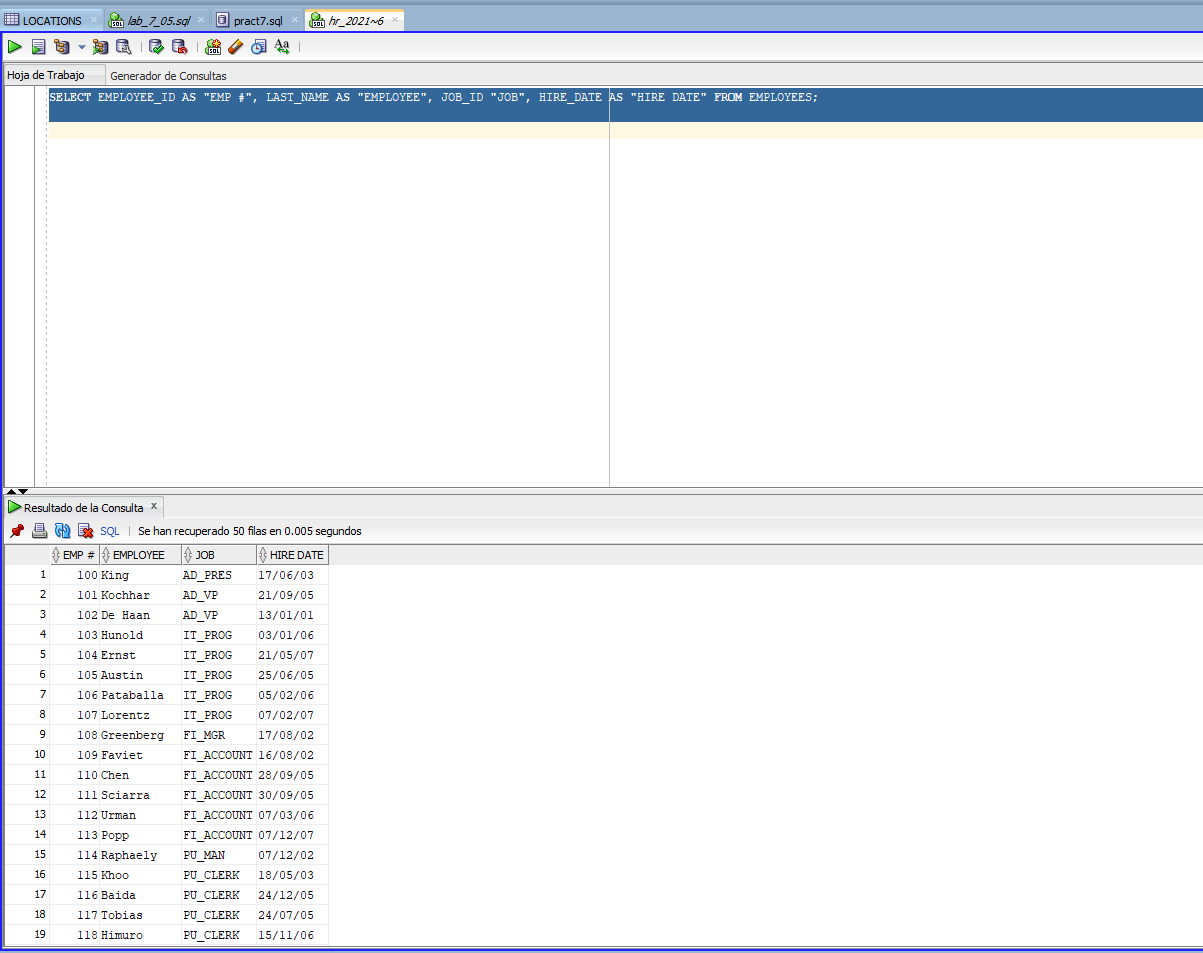 LOCATIONS lab_7_05.sql pract7.sql hr_2021~6
Hoja de Trabajo Generador de Consultas
SELECT EMPLOYEE_ID AS "EMP #", LAST_NAME AS "EMPLOYEE", JOB_ID "JOB", HIRE_DATE AS "HIRE DATE" FROM EMPLOYEES;
Resultado de la Consulta
SQL | Se han recuperado 50 filas en 0.005 segundos
EMP # EMPLOYEE JOB HIRE DATE
1 100 King AD_PRES 17/06/03
2 101 Kochhar AD_VP 21/09/05
3 102 De Haan AD_VP 13/01/01
4 103 Hunold IT_PROG 03/01/06
5 104 Ernst IT_PROG 21/05/07
6 105 Austin IT_PROG 25/06/05
7 106 Pataballa IT_PROG 05/02/06
8 107 Lorentz IT_PROG 07/02/07
9 108 Greenberg FI_MGR 17/08/02
10 109 Faviet FI_ACCOUNT 16/08/02
11 110 Chen FI_ACCOUNT 28/09/05
12 111 Sciarra FI_ACCOUNT 30/09/05
13 112 Urman FI_ACCOUNT 07/03/06
14 113 Popp FI_ACCOUNT 07/12/07
15 114 Raphaely PU_MAN 07/12/02
16 115 Khoo PU_CLERK 18/05/03
17 116 Baida PU_CLERK 24/12/05
18 117 Tobias PU_CLERK 24/07/05
19 118 Himuro PU_CLERK 15/11/06